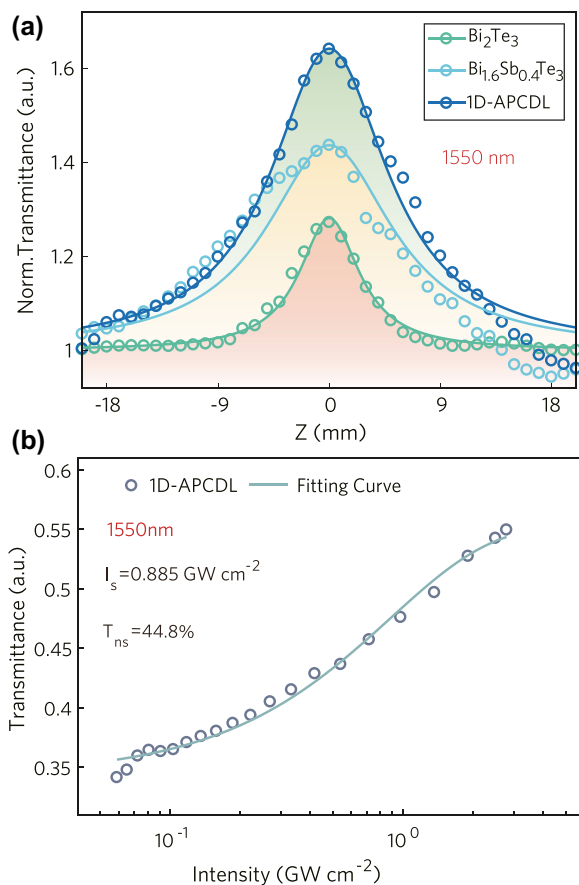 (a)
Bi₂Te₃
Bi₁.₆Sb₀.₄Te₃
1D-APCDL
1550 nm
1.6
1.4
1.2
1
Norm.Transmittance (a.u.)
-18 -9 0 9 18
Z (mm)
(b)
0.6
0.55
0.5
0.45
0.4
0.35
Transmittance (a.u.)
1D-APCDL Fitting Curve
1550nm
Iₛ=0.885 GW cm⁻²
Tₙₛ=44.8%
10⁻¹ 10⁰
Intensity (GW cm⁻²)